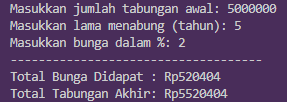 Masukkan jumlah tabungan awal: 5000000
Masukkan lama menabung (tahun): 5
Masukkan bunga dalam %: 2
-----------------------------------
Total Bunga Didapat : Rp520404
Total Tabungan Akhir: Rp5520404